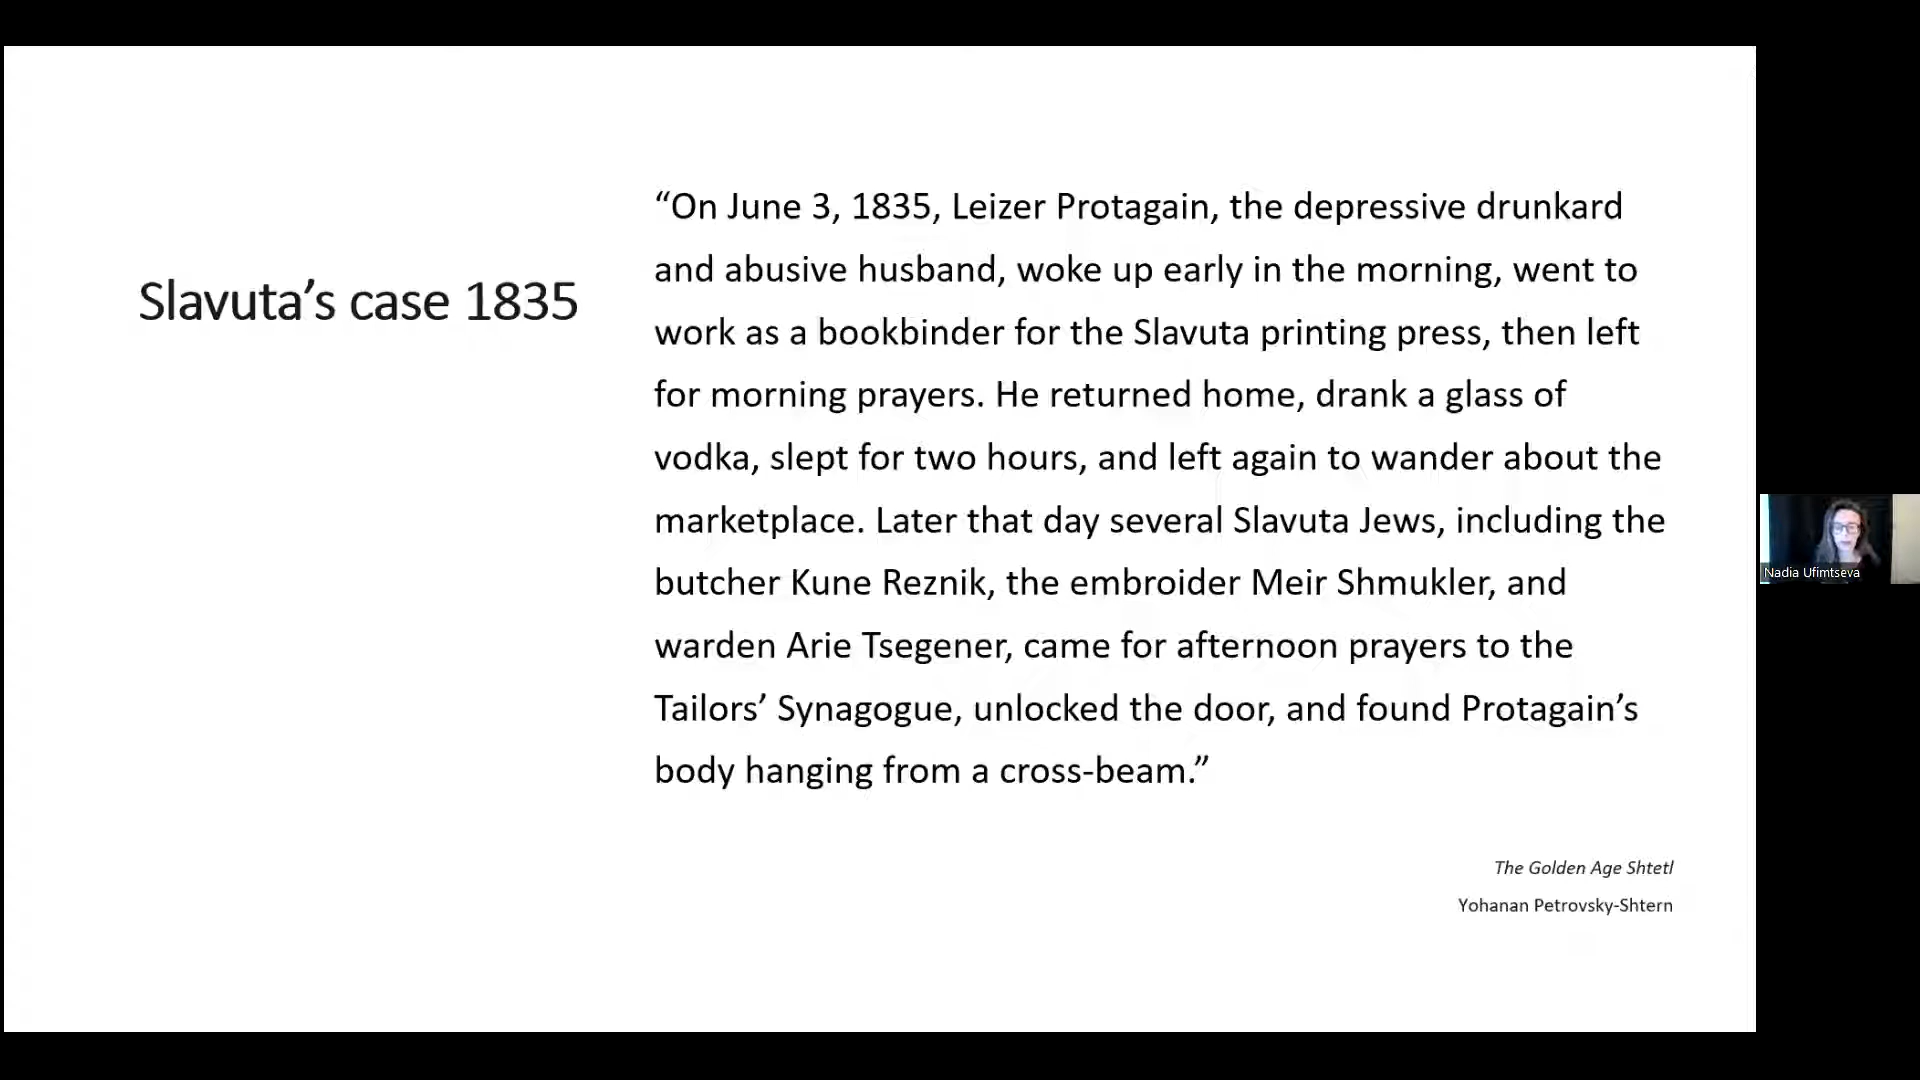 Slavuta’s case 1835
“On June 3, 1835, Leizer Protagain, the depressive drunkard
and abusive husband, woke up early in the morning, went to
work as a bookbinder for the Slavuta printing press, then left
for morning prayers. He returned home, drank a glass of
vodka, slept for two hours, and left again to wander about the
marketplace. Later that day several Slavuta Jews, including the
butcher Kune Reznik, the embroider Meir Shmukler, and
warden Arie Tsegener, came for afternoon prayers to the
Tailors’ Synagogue, unlocked the door, and found Protagain’s
body hanging from a cross-beam.”
The Golden Age Shtetl
Yohanan Petrovsky-Shtern
Nadia Ufimtseva